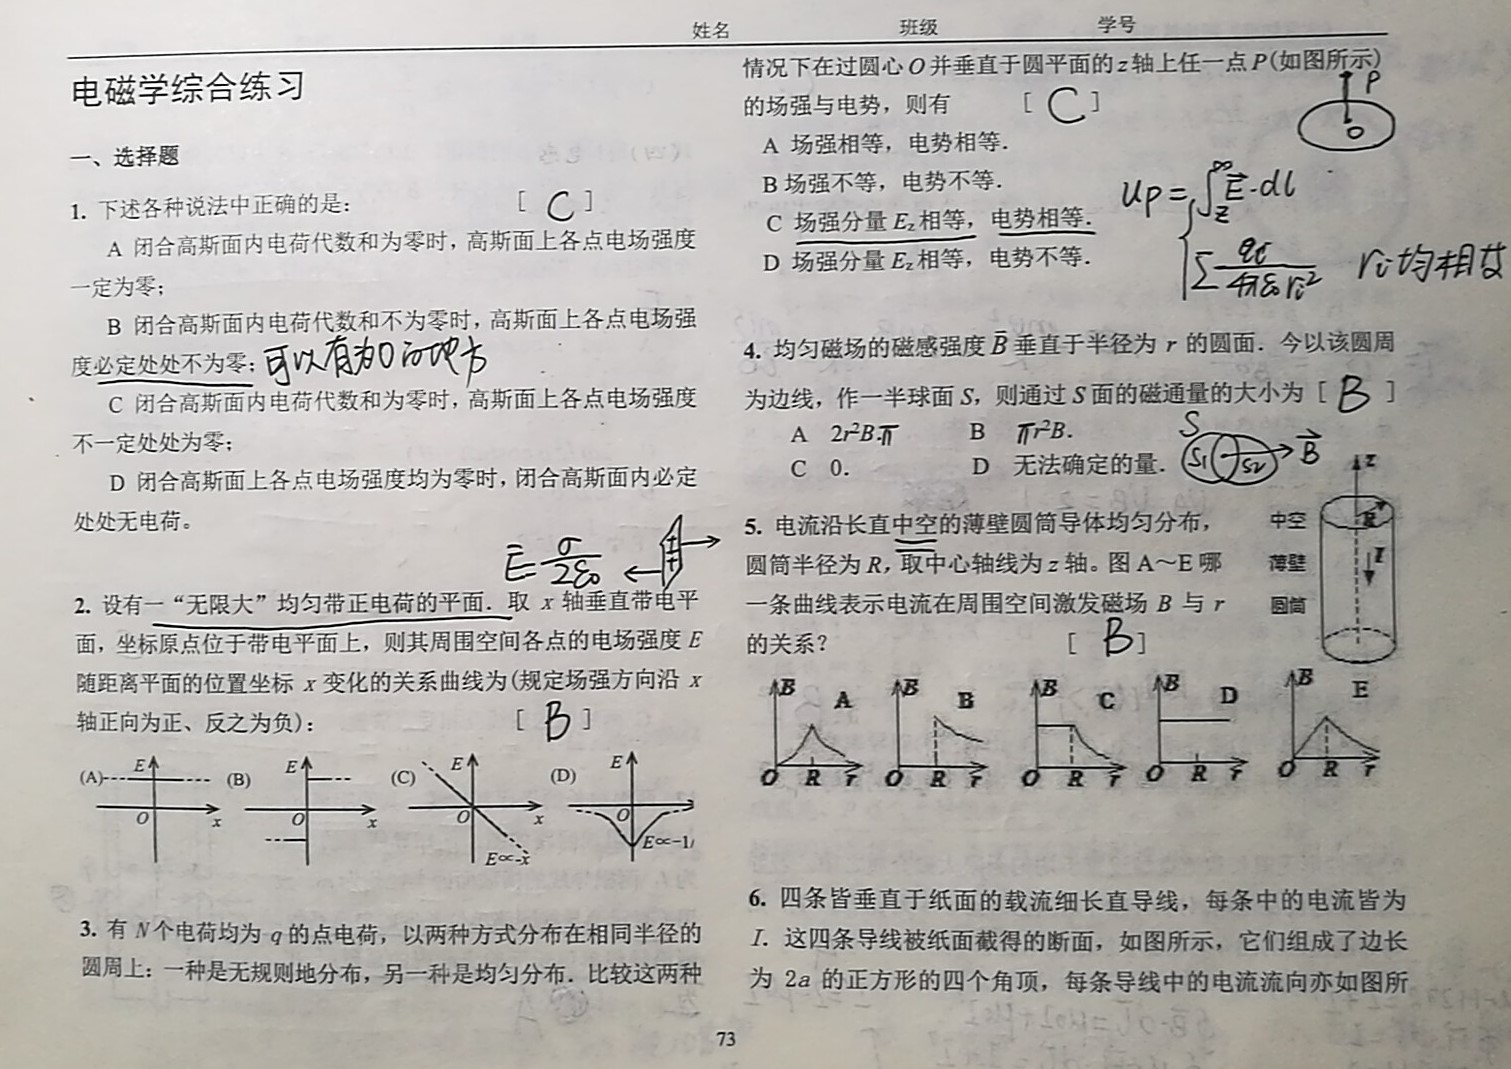 姓名 班级 学号
电磁学综合练习
一、选择题
1. 下述各种说法中正确的是： [ C ]
A 闭合高斯面内电荷代数和为零时，高斯面上各点电场强度
一定为零；
B 闭合高斯面内电荷代数和不为零时，高斯面上各点电场强
度必定处处不为零；可以有为0的地方
C 闭合高斯面内电荷代数和为零时，高斯面上各点电场强度
不一定处处为零；
D 闭合高斯面上各点电场强度均为零时，闭合高斯面内必定
处处无电荷。
E=σ/2ε₀
2. 设有一“无限大”均匀带正电荷的平面．取 x 轴垂直带电平
面，坐标原点位于带电平面上，则其周围空间各点的电场强度 E
随距离平面的位置坐标 x 变化的关系曲线为(规定场强方向沿 x
轴正向为正、反之为负)： [ B ]
(A) E O x (B) E O x (C) E O x E∝-x (D) E O x E∝-1/
3. 有 N 个电荷均为 q 的点电荷，以两种方式分布在相同半径的
圆周上：一种是无规则地分布，另一种是均匀分布．比较这两种
情况下在过圆心 O 并垂直于圆平面的 z 轴上任一点 P(如图所示)
的场强与电势，则有 [ C ]
P
O
A 场强相等，电势相等．
B 场强不等，电势不等．
C 场强分量 Ez 相等，电势相等．
D 场强分量 Ez 相等，电势不等．
Up = ∫z∞ E⃗·dl
Σ qi/4πε₀ri² ri均相故
4. 均匀磁场的磁感强度 B⃗ 垂直于半径为 r 的圆面．今以该圆周
为边线，作一半球面 S，则通过 S 面的磁通量的大小为 [ B ]
A 2r²B.π B πr²B.
C 0． D 无法确定的量．
S S1 S2 B⃗
5. 电流沿长直中空的薄壁圆筒导体均匀分布，
圆筒半径为 R，取中心轴线为 z 轴。图 A～E 哪
一条曲线表示电流在周围空间激发磁场 B 与 r
的关系？ [ B ]
z
中空 R
薄壁 I
圆筒
B A B B B C B D B E
O R r O R r O R r O R r O R r
6. 四条皆垂直于纸面的载流细长直导线，每条中的电流皆为
I．这四条导线被纸面截得的断面，如图所示，它们组成了边长
为 2a 的正方形的四个角顶，每条导线中的电流流向亦如图所
73